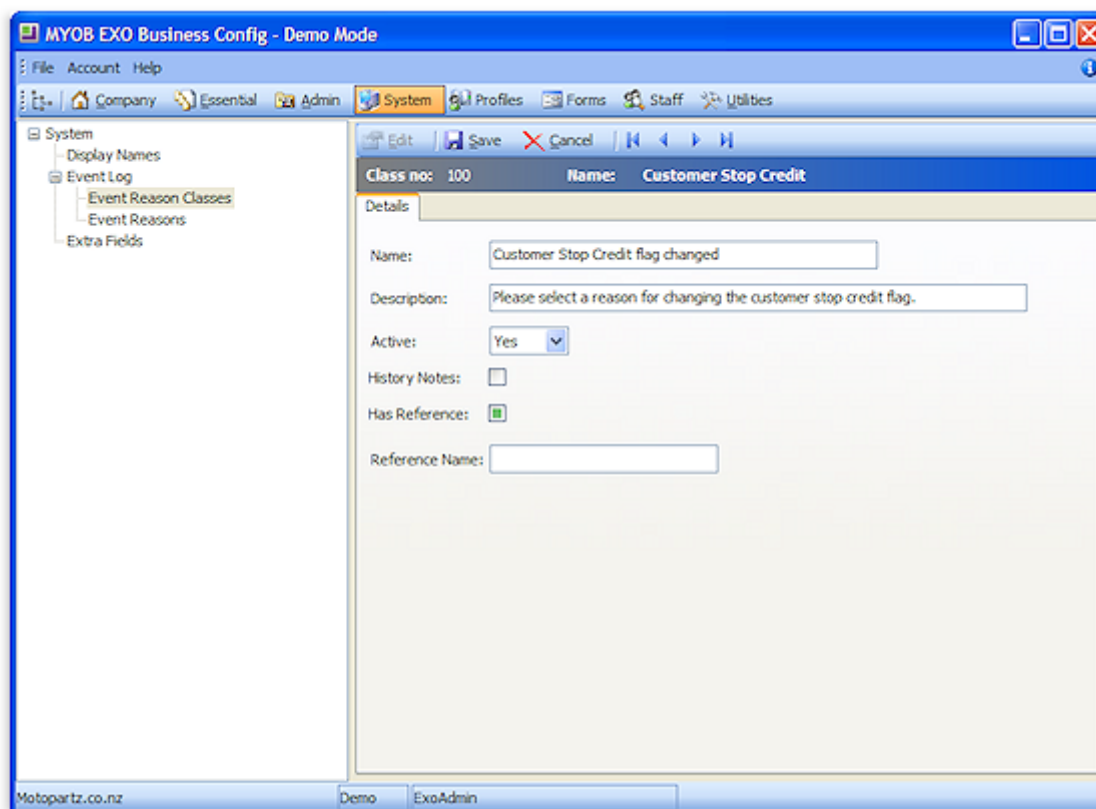 MYOB EXO Business Config - Demo Mode
File Account Help
Company Essential Admin System Profiles Forms Staff Utilities
System
Display Names
Event Log
Event Reason Classes
Event Reasons
Extra Fields
Edit Save Cancel
Class no: 100 Name: Customer Stop Credit
Details
Name: Customer Stop Credit flag changed
Description: Please select a reason for changing the customer stop credit flag.
Active: Yes
History Notes:
Has Reference:
Reference Name:
Motopartz.co.nz Demo ExoAdmin